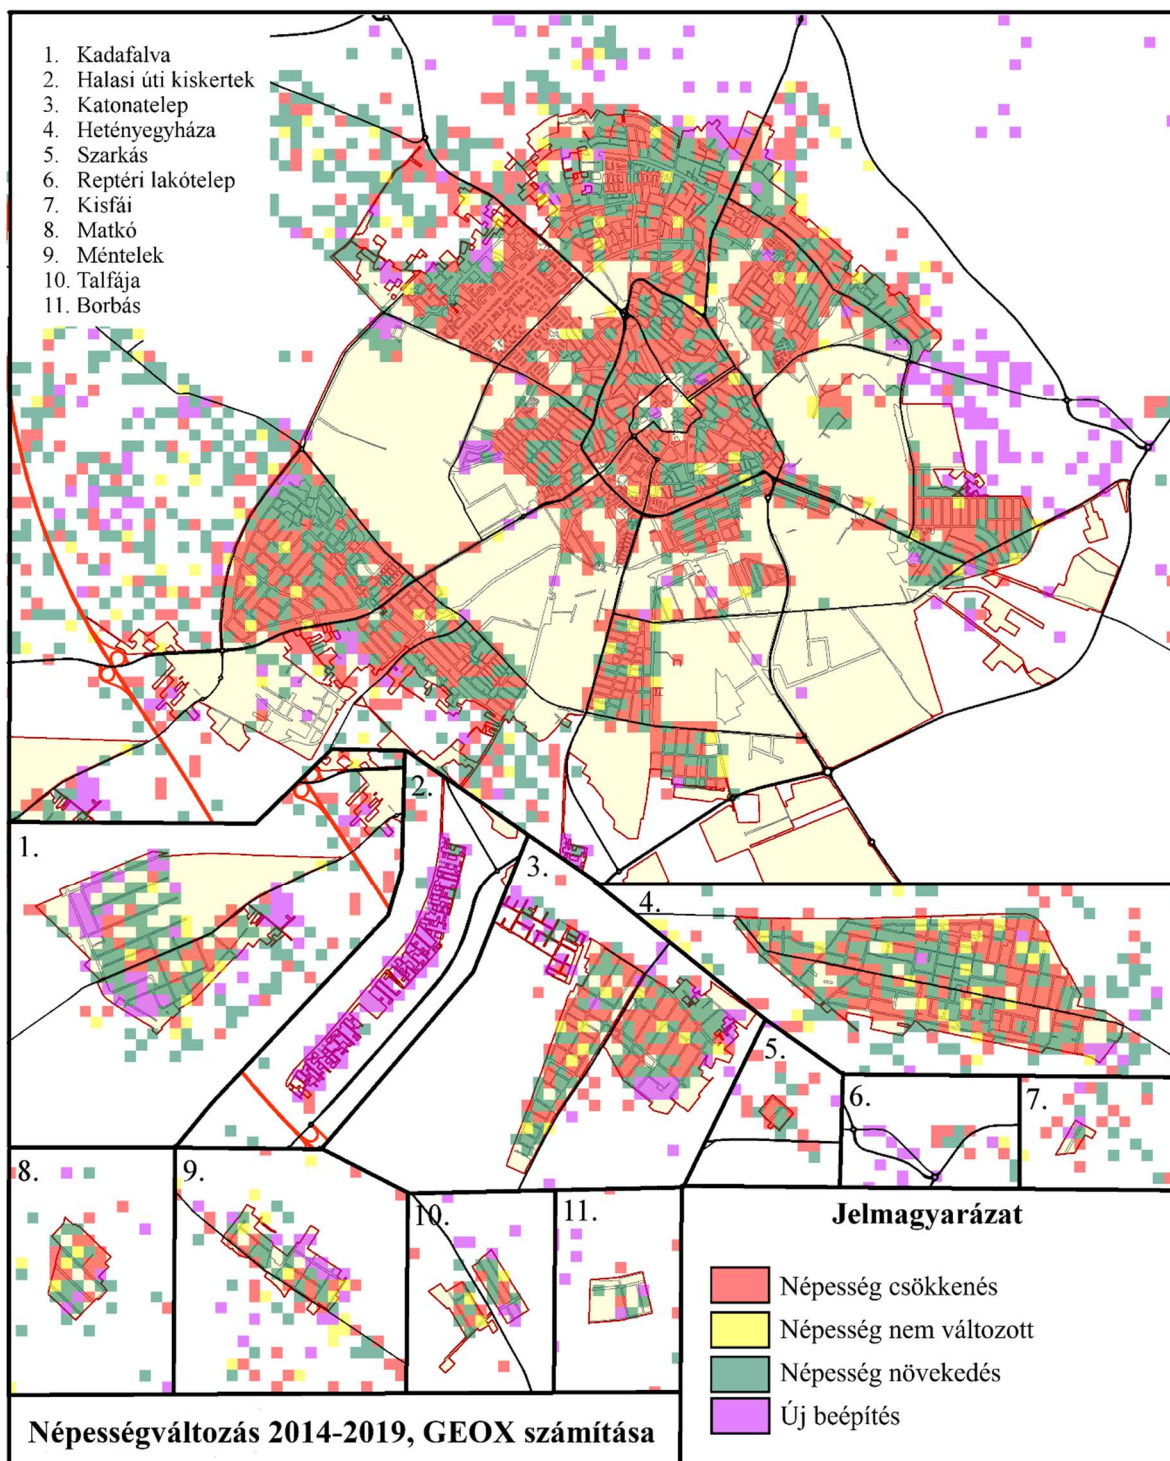 1. Kadafalva
2. Halasi úti kiskertek
3. Katonatelep
4. Hetényegyháza
5. Szarkás
6. Reptéri lakótelep
7. Kisfái
8. Matkó
9. Méntelek
10. Talfája
11. Borbás
1.
2.
3.
4.
5.
6.
7.
8.
9.
10.
11.
Jelmagyarázat
Népesség csökkenés
Népesség nem változott
Népesség növekedés
Új beépítés
Népességváltozás 2014-2019, GEOX számítása